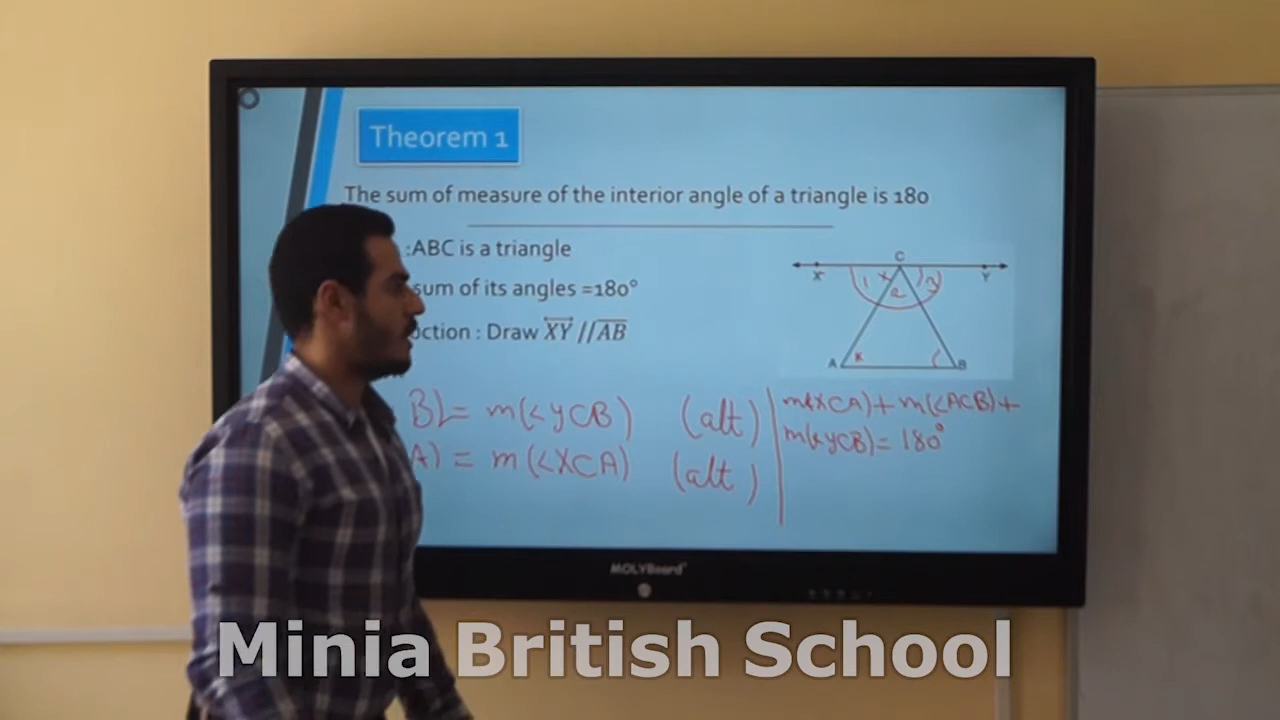 Theorem 1
The sum of measure of the interior angle of a triangle is 180
:ABC is a triangle
sum of its angles =180°
ction : Draw XY // AB
C
X
Y
1
x
2
3
A
x
B
B) = m(<YCB) (alt)
A) = m(<XCA) (alt)
m(XCA) + m(<ACB) +
m(<YCB) = 180°
MOLYBoard
Minia British School